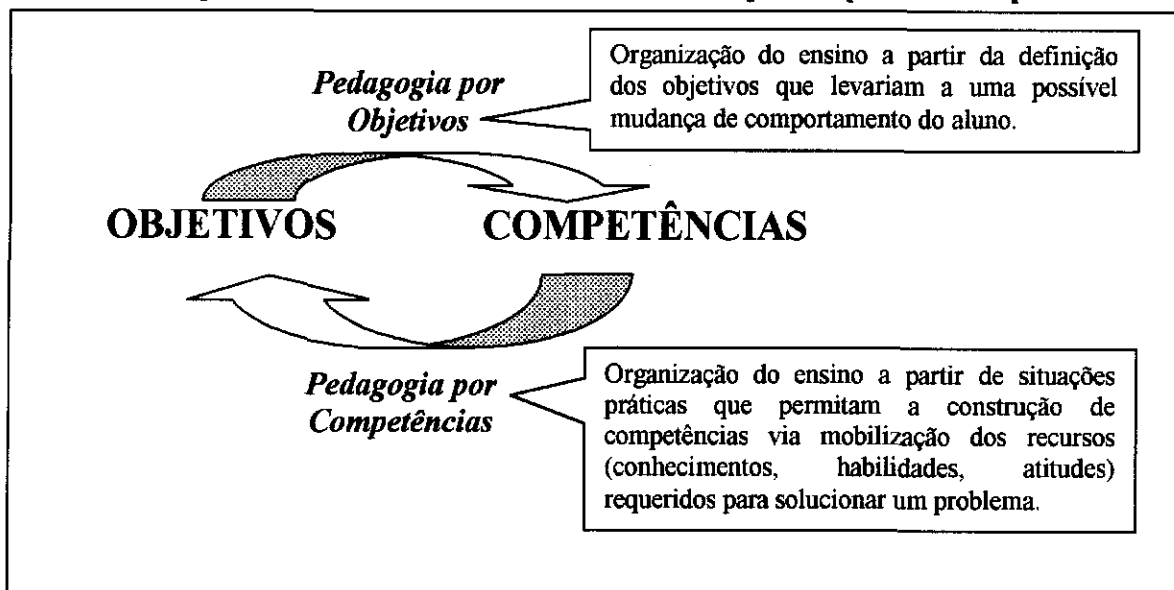 Pedagogia por
Objetivos
Organização do ensino a partir da definição
dos objetivos que levariam a uma possível
mudança de comportamento do aluno.
OBJETIVOS COMPETÊNCIAS
Pedagogia por
Competências
Organização do ensino a partir de situações
práticas que permitam a construção de
competências via mobilização dos recursos
(conhecimentos, habilidades, atitudes)
requeridos para solucionar um problema.